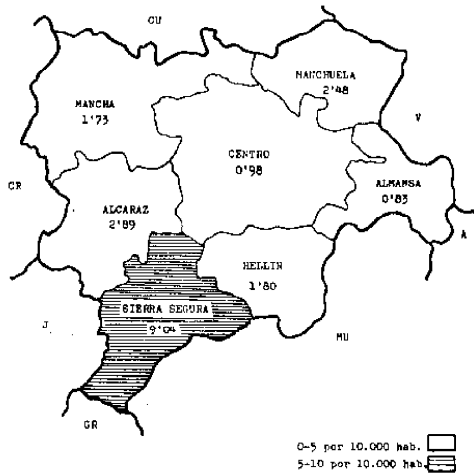 CU
MANCHUELA
2'48
MANCHA
1'73
V
CENTRO
0'98
CR
ALMANSA
0'83
ALCARAZ
2'89
A
HELLIN
1'80
SIERRA SEGURA
9'04
J
MU
GR
0-5 por 10.000 hab.
5-10 por 10.000 hab.